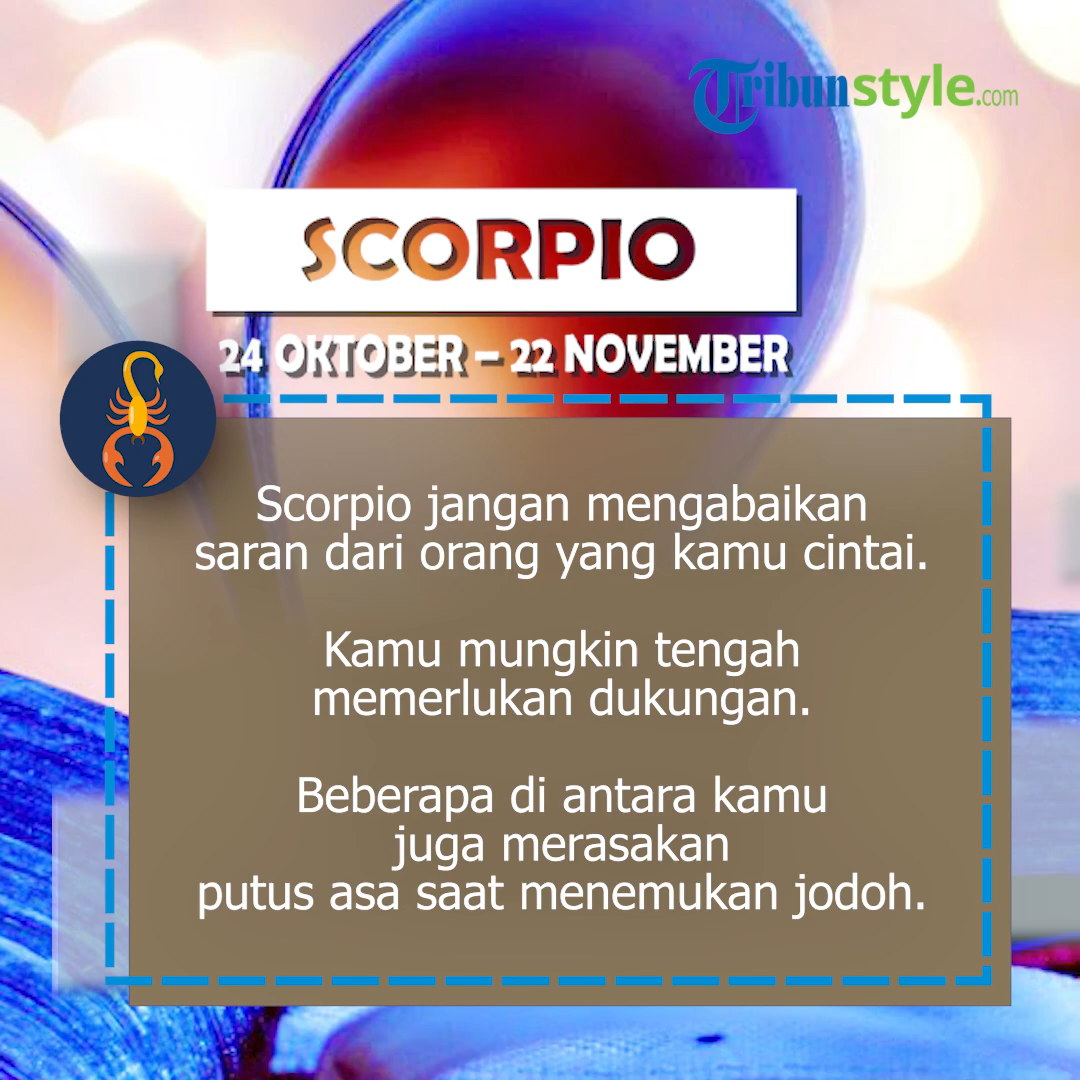 Tribunstyle.com
SCORPIO
24 OKTOBER – 22 NOVEMBER
Scorpio jangan mengabaikan
saran dari orang yang kamu cintai.
Kamu mungkin tengah
memerlukan dukungan.
Beberapa di antara kamu
juga merasakan
putus asa saat menemukan jodoh.